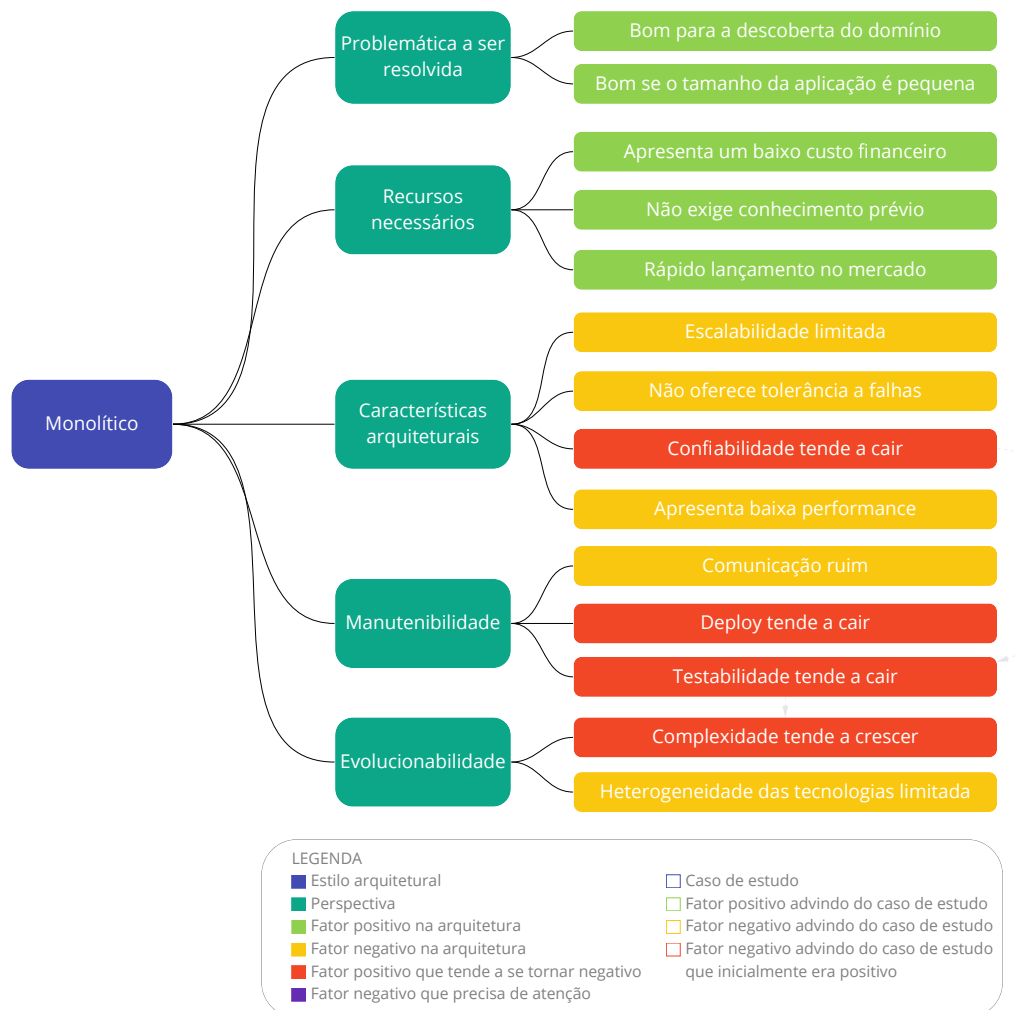 Monolítico
Problemática a ser
resolvida
Bom para a descoberta do domínio
Bom se o tamanho da aplicação é pequena
Recursos
necessários
Apresenta um baixo custo financeiro
Não exige conhecimento prévio
Rápido lançamento no mercado
Características
arquiteturais
Escalabilidade limitada
Não oferece tolerância a falhas
Confiabilidade tende a cair
Apresenta baixa performance
Manutenibilidade
Comunicação ruim
Deploy tende a cair
Testabilidade tende a cair
Evolucionabilidade
Complexidade tende a crescer
Heterogeneidade das tecnologias limitada
LEGENDA
Estilo arquitetural
Perspectiva
Fator positivo na arquitetura
Fator negativo na arquitetura
Fator positivo que tende a se tornar negativo
Fator negativo que precisa de atenção
Caso de estudo
Fator positivo advindo do caso de estudo
Fator negativo advindo do caso de estudo
Fator negativo advindo do caso de estudo
que inicialmente era positivo